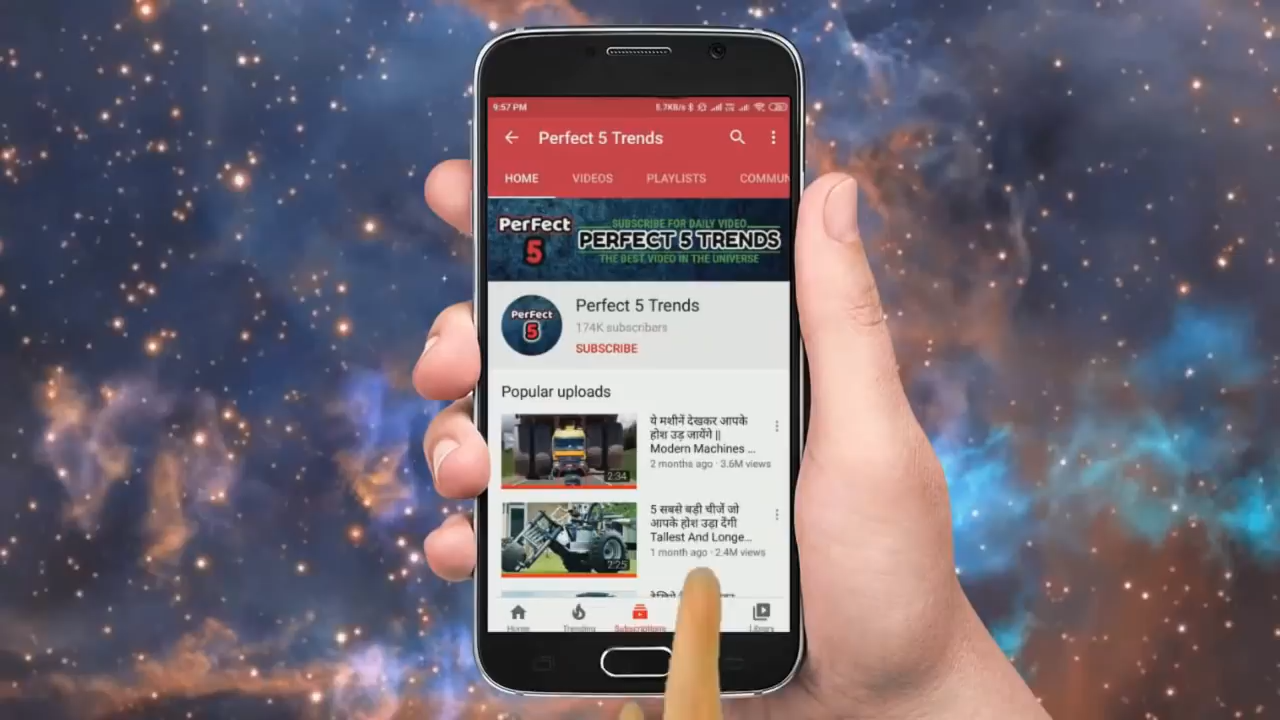 9:57 PM 8.7KB/s
Perfect 5 Trends
HOME VIDEOS PLAYLISTS COMMUN
PerFect
5
SUBSCRIBE FOR DAILY VIDEO
PERFECT 5 TRENDS
THE BEST VIDEO IN THE UNIVERSE
PerFect
5
Perfect 5 Trends
174K subscribers
SUBSCRIBE
Popular uploads
2:34
ये मशीनें देखकर आपके
होश उड़ जायेंगे ||
Modern Machines ...
2 months ago · 3.6M views
2:25
5 सबसे बड़ी चीजें जो
आपके होश उड़ा देंगी
Tallest And Longe...
1 month ago · 2.4M views
Home Trending Subscriptions Library